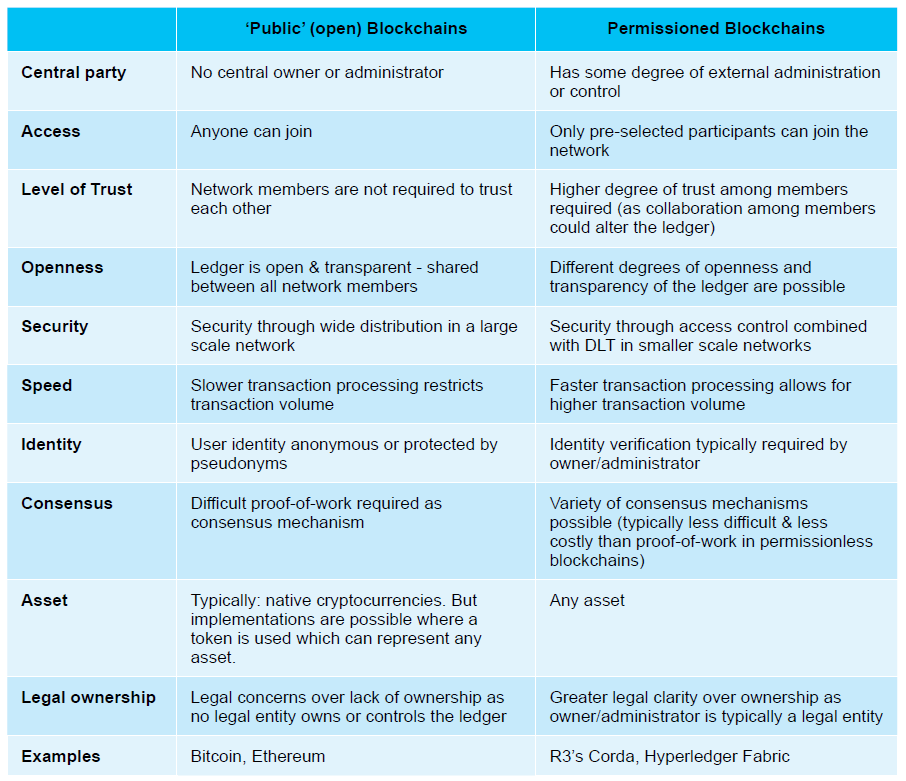 ‘Public’ (open) Blockchains
Permissioned Blockchains
Central party
No central owner or administrator
Has some degree of external administration
or control
Access
Anyone can join
Only pre-selected participants can join the
network
Level of Trust
Network members are not required to trust
each other
Higher degree of trust among members
required (as collaboration among members
could alter the ledger)
Openness
Ledger is open & transparent - shared
between all network members
Different degrees of openness and
transparency of the ledger are possible
Security
Security through wide distribution in a large
scale network
Security through access control combined
with DLT in smaller scale networks
Speed
Slower transaction processing restricts
transaction volume
Faster transaction processing allows for
higher transaction volume
Identity
User identity anonymous or protected by
pseudonyms
Identity verification typically required by
owner/administrator
Consensus
Difficult proof-of-work required as
consensus mechanism
Variety of consensus mechanisms
possible (typically less difficult & less
costly than proof-of-work in permissionless
blockchains)
Asset
Typically: native cryptocurrencies. But
implementations are possible where a
token is used which can represent any
asset.
Any asset
Legal ownership
Legal concerns over lack of ownership as
no legal entity owns or controls the ledger
Greater legal clarity over ownership as
owner/administrator is typically a legal entity
Examples
Bitcoin, Ethereum
R3’s Corda, Hyperledger Fabric